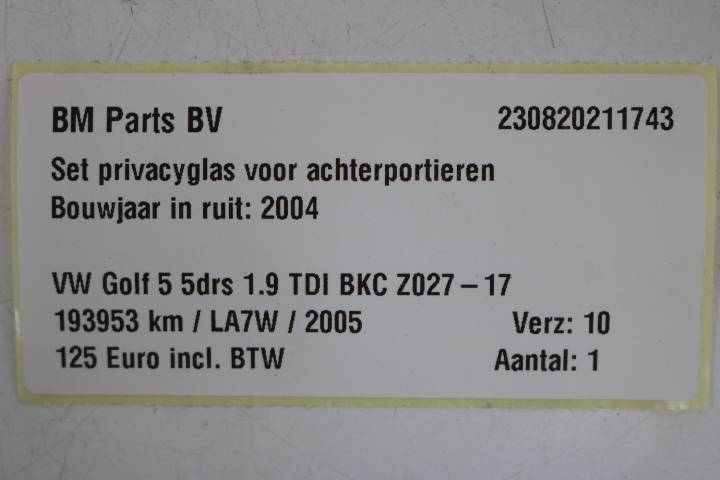 BM Parts BV 230820211743
Set privacyglas voor achterportieren
Bouwjaar in ruit: 2004
VW Golf 5 5drs 1.9 TDI BKC Z027 – 17
193953 km / LA7W / 2005 Verz: 10
125 Euro incl. BTW Aantal: 1